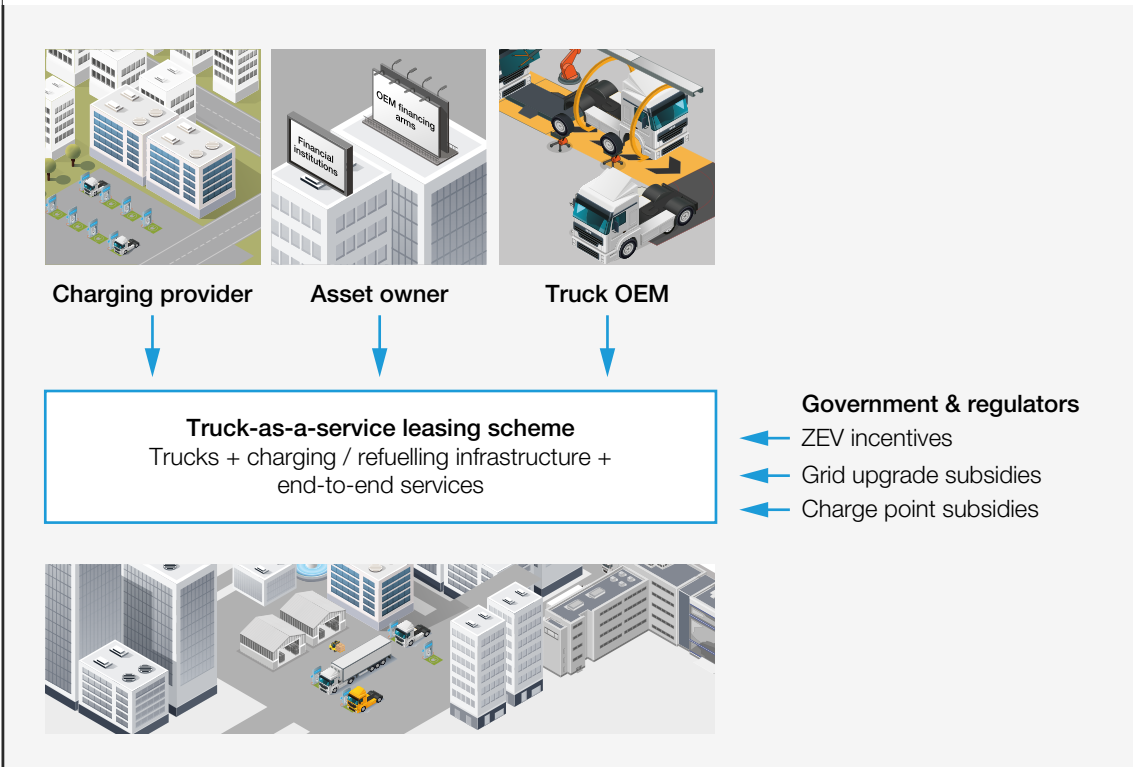 OEM financing
arms
Financial
institutions
Charging provider
Asset owner
Truck OEM
Truck-as-a-service leasing scheme
Trucks + charging / refuelling infrastructure +
end-to-end services
Government & regulators
ZEV incentives
Grid upgrade subsidies
Charge point subsidies